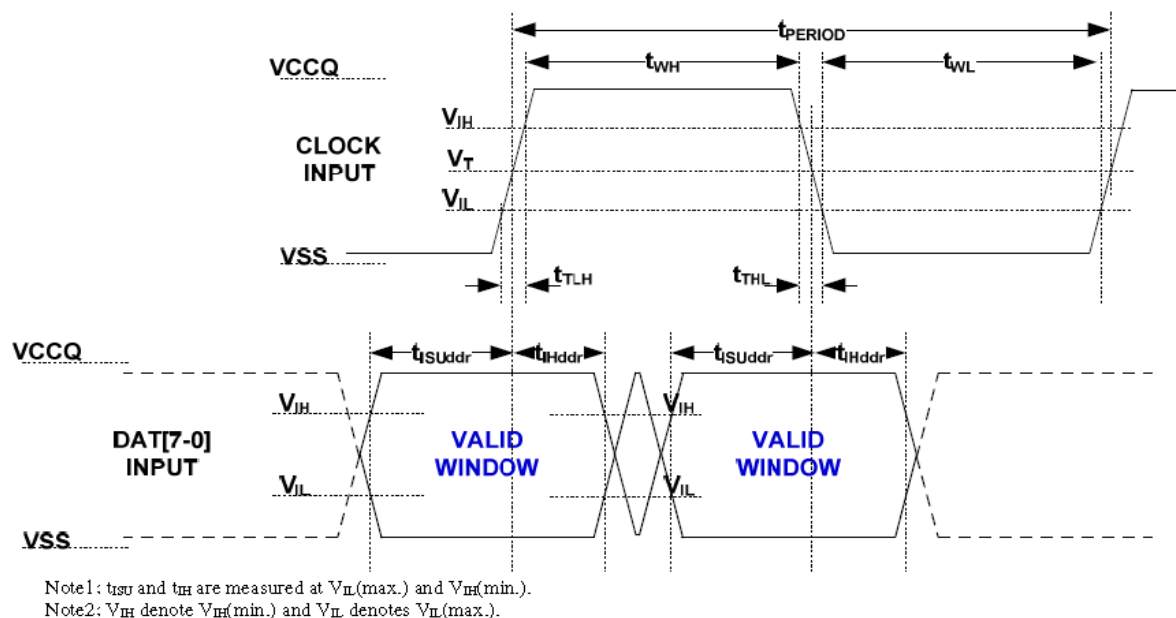 tPERIOD
VCCQ
tWH
tWL
VIH
CLOCK
INPUT
VT
VIL
VSS
tTLH
tTHL
VCCQ
tISUddr
tIHddr
tISUddr
tIHddr
VIH
VIH
DAT[7-0]
INPUT
VALID
WINDOW
VALID
WINDOW
VIL
VIL
VSS
Note1: tISU and tIH are measured at VIL(max.) and VIH(min.).
Note2: VIH denote VIH(min.) and VIL denotes VIL(max.).